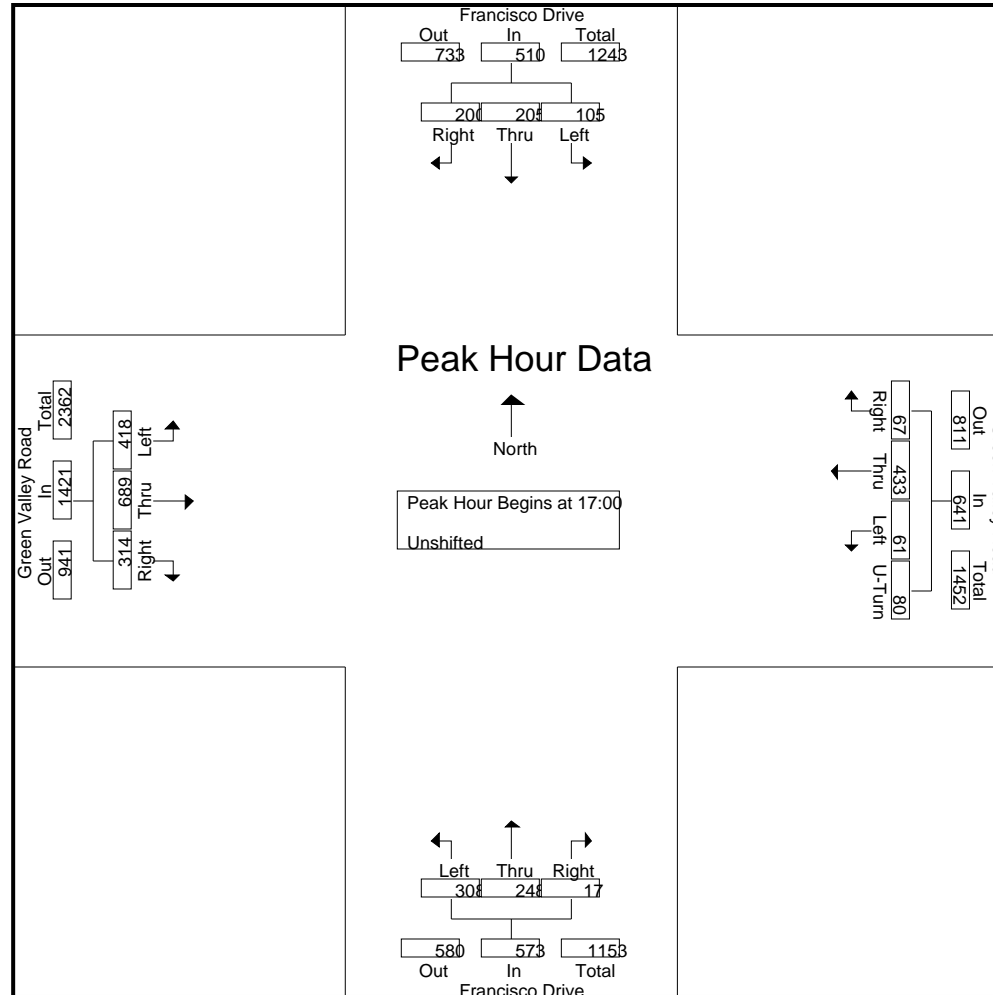 Francisco Drive
Out In Total
733 510 1243
200 205 105
Right Thru Left
Peak Hour Data
North
Peak Hour Begins at 17:00
Unshifted
Green Valley Road
Total In Out
2362 1421 941
418 689 314
Left Thru Right
67 433 61 80
Right Thru Left U-Turn
Out In Total
811 641 1452
Left Thru Right
308 248 17
580 573 1153
Out In Total
Francisco Drive